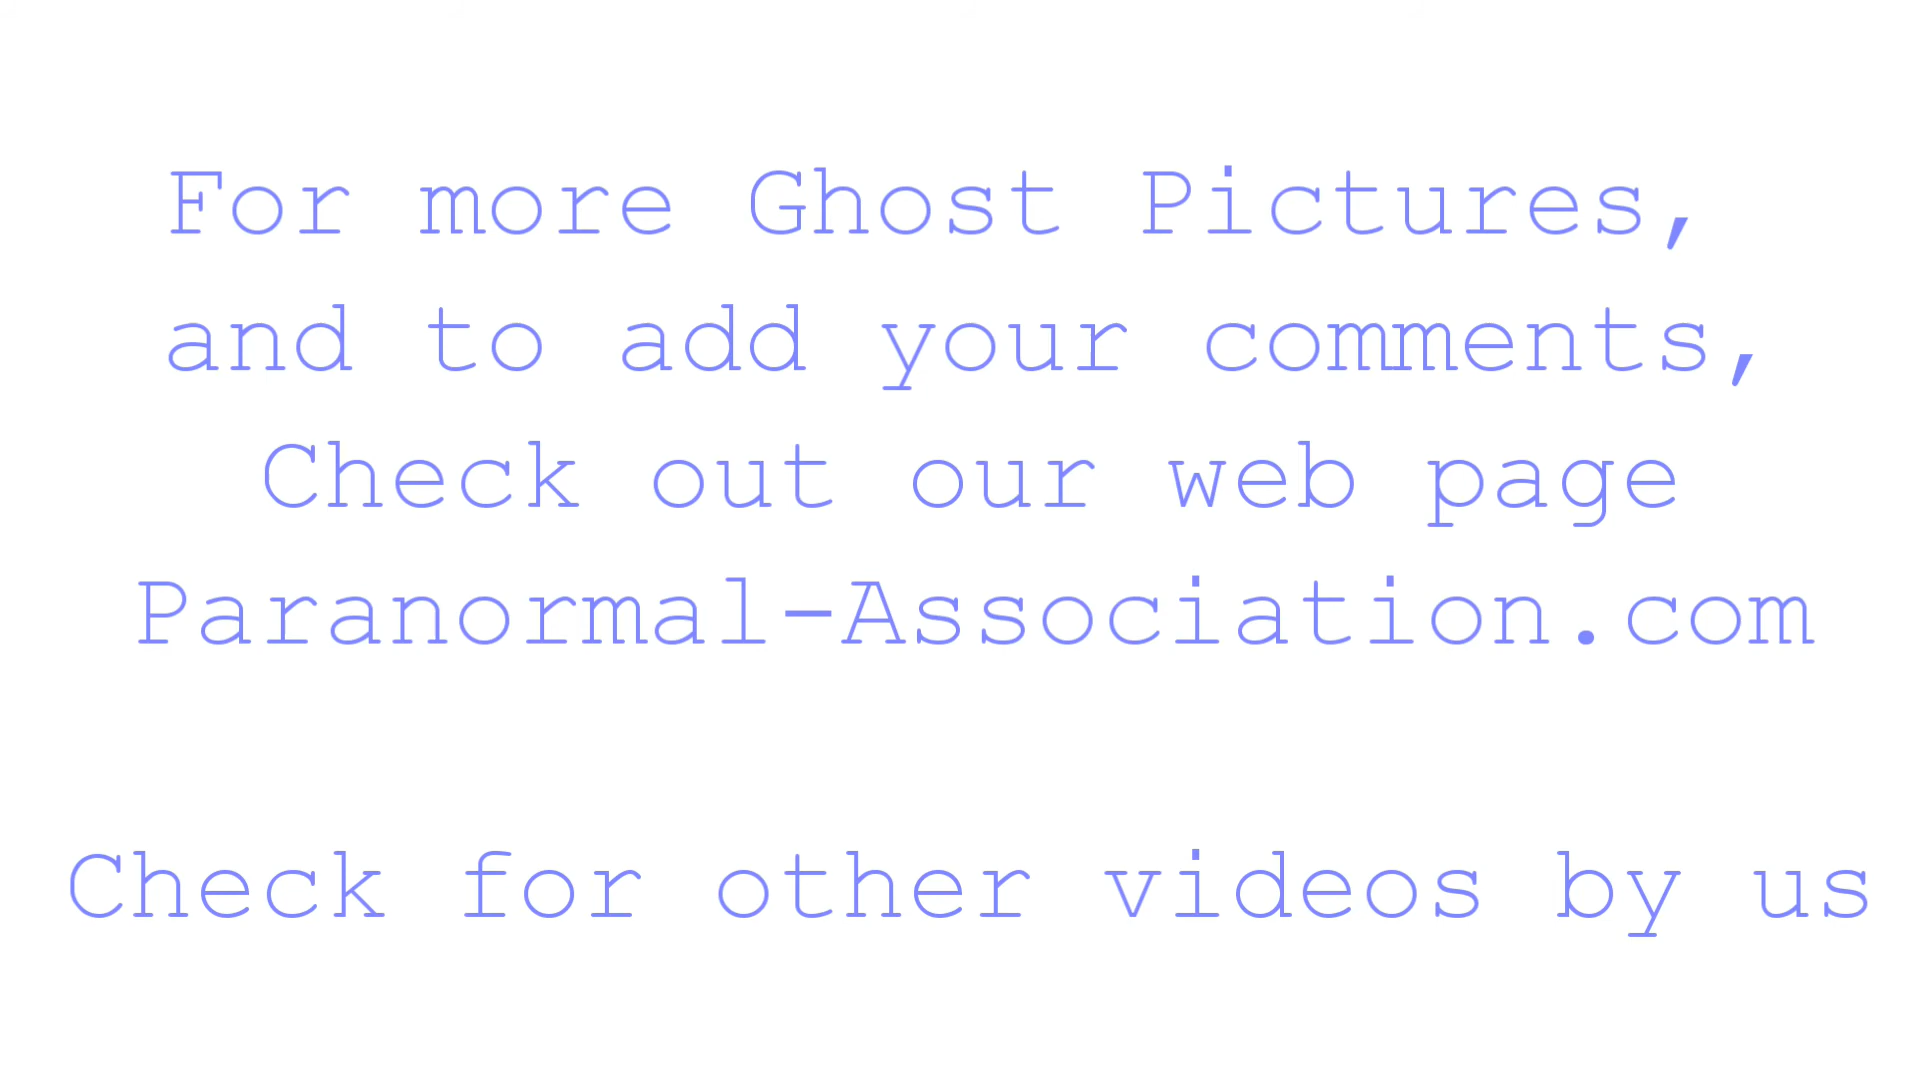 For more Ghost Pictures,
and to add your comments,
Check out our web page
Paranormal-Association.com
Check for other videos by us